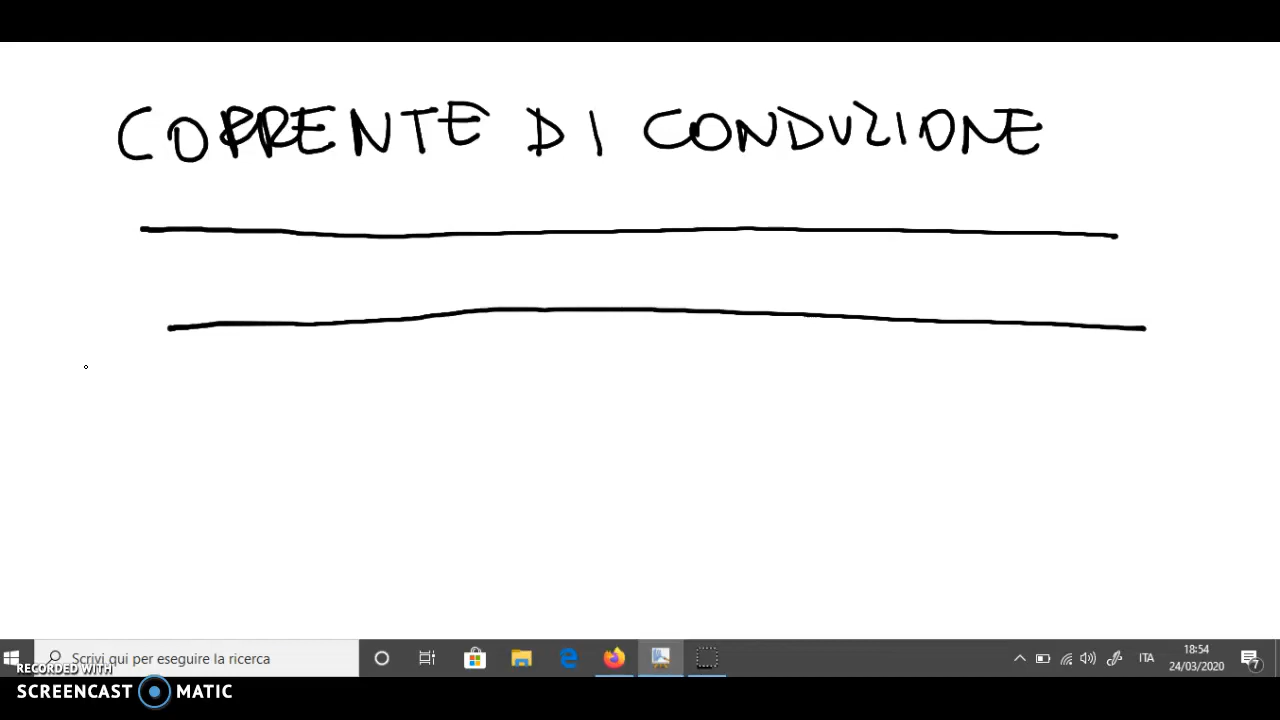 CORRENTE DI CONDUZIONE
Scrivi qui per eseguire la ricerca
ITA
18:54
24/03/2020
7
RECORDED WITH
SCREENCAST MATIC